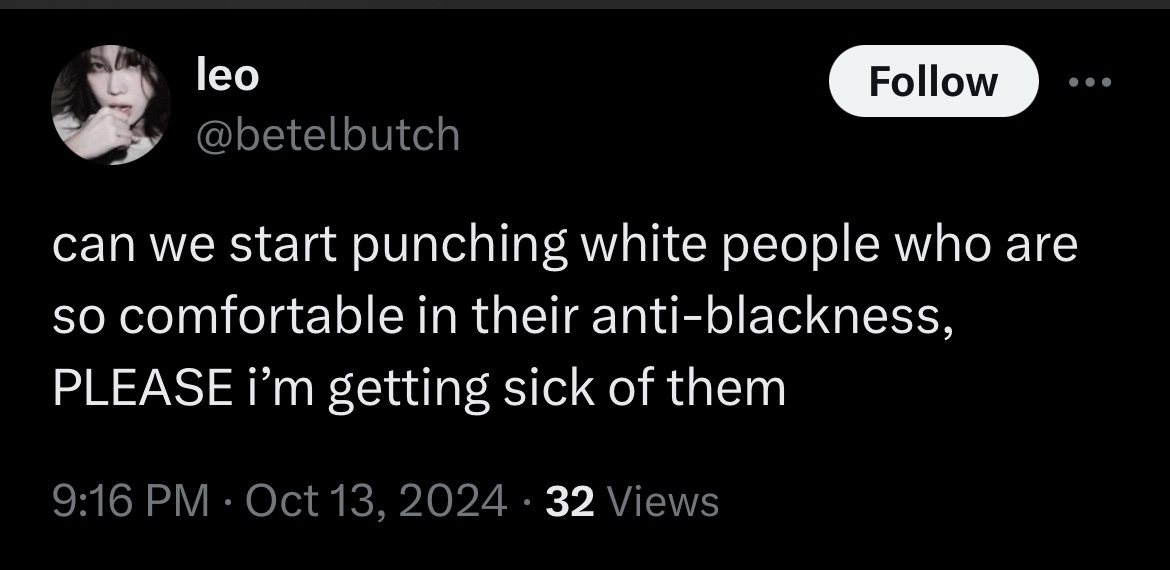 leo
Follow
@betelbutch
can we start punching white people who are
so comfortable in their anti-blackness,
PLEASE i’m getting sick of them
9:16 PM · Oct 13, 2024 · 32 Views